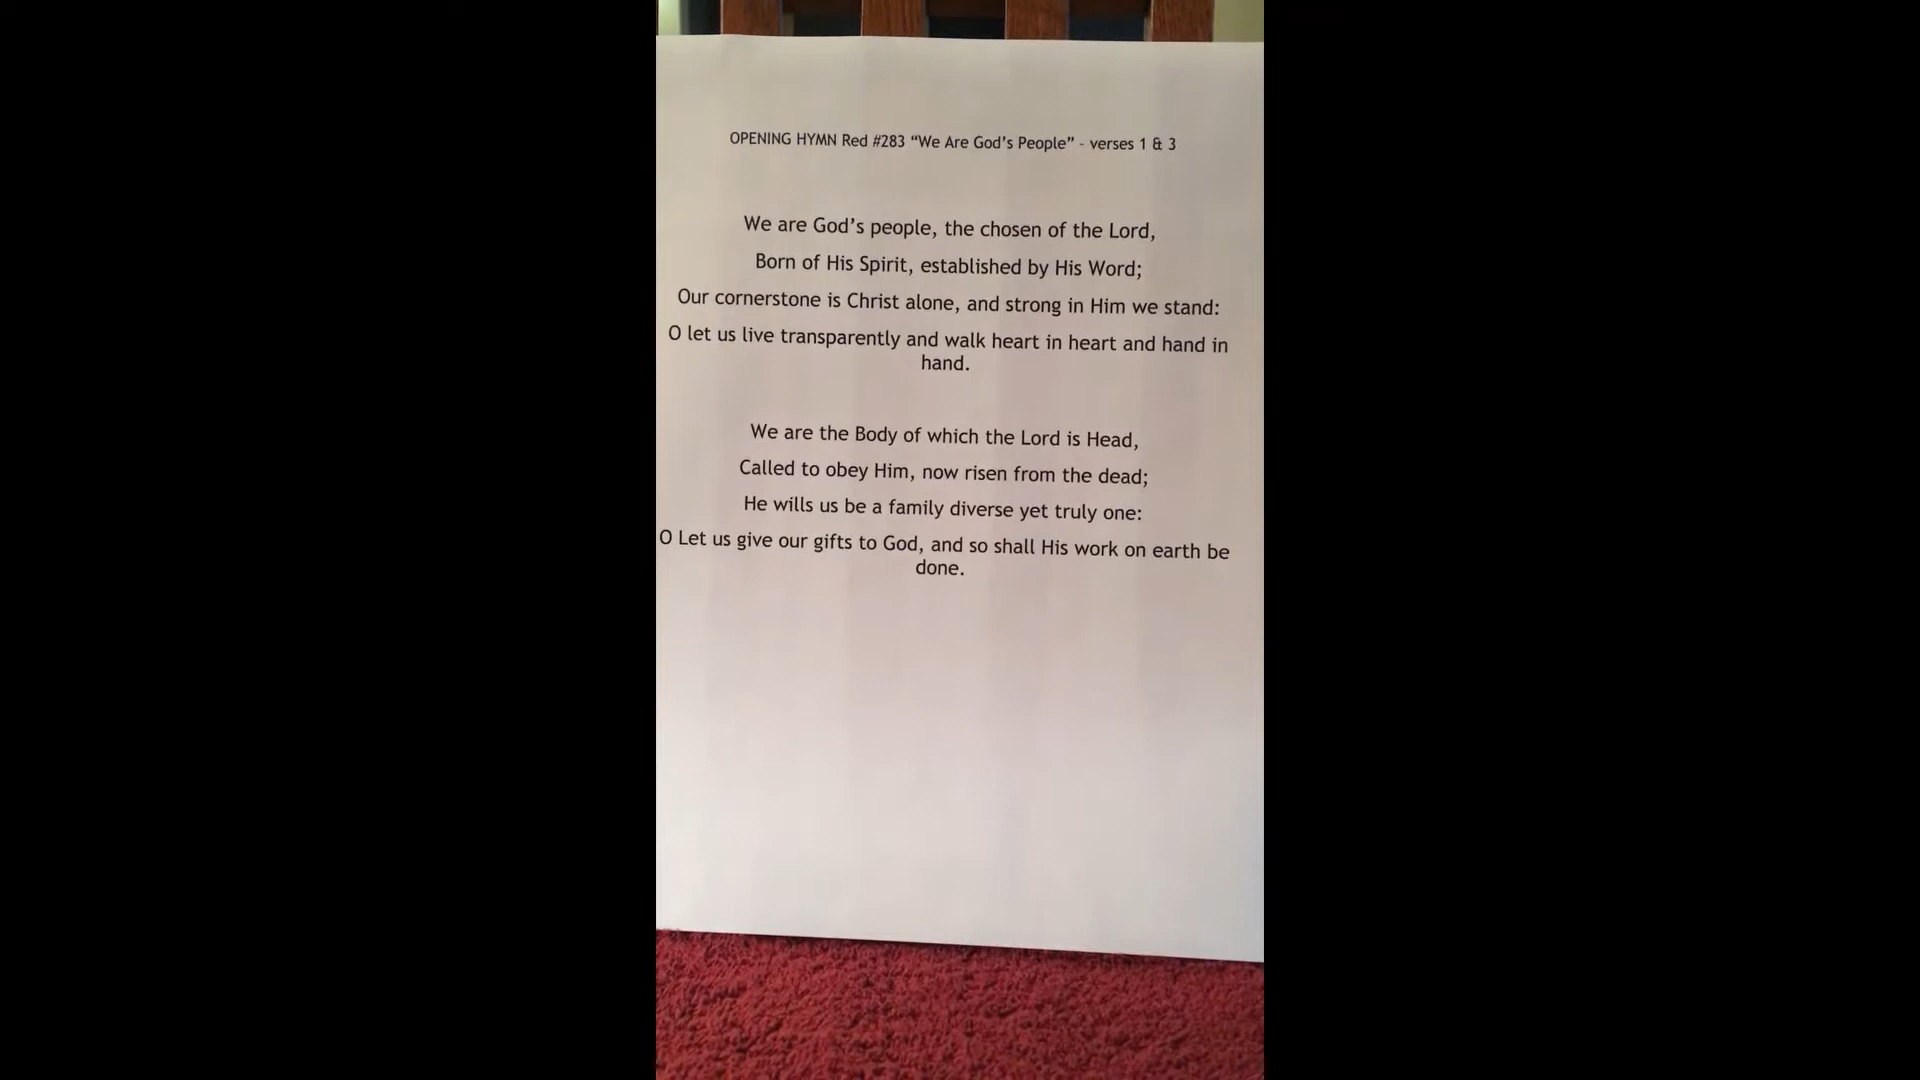 OPENING HYMN Red #283 “We Are God’s People” - verses 1 & 3
We are God’s people, the chosen of the Lord,
Born of His Spirit, established by His Word;
Our cornerstone is Christ alone, and strong in Him we stand:
O let us live transparently and walk heart in heart and hand in
hand.
We are the Body of which the Lord is Head,
Called to obey Him, now risen from the dead;
He wills us be a family diverse yet truly one:
O Let us give our gifts to God, and so shall His work on earth be
done.